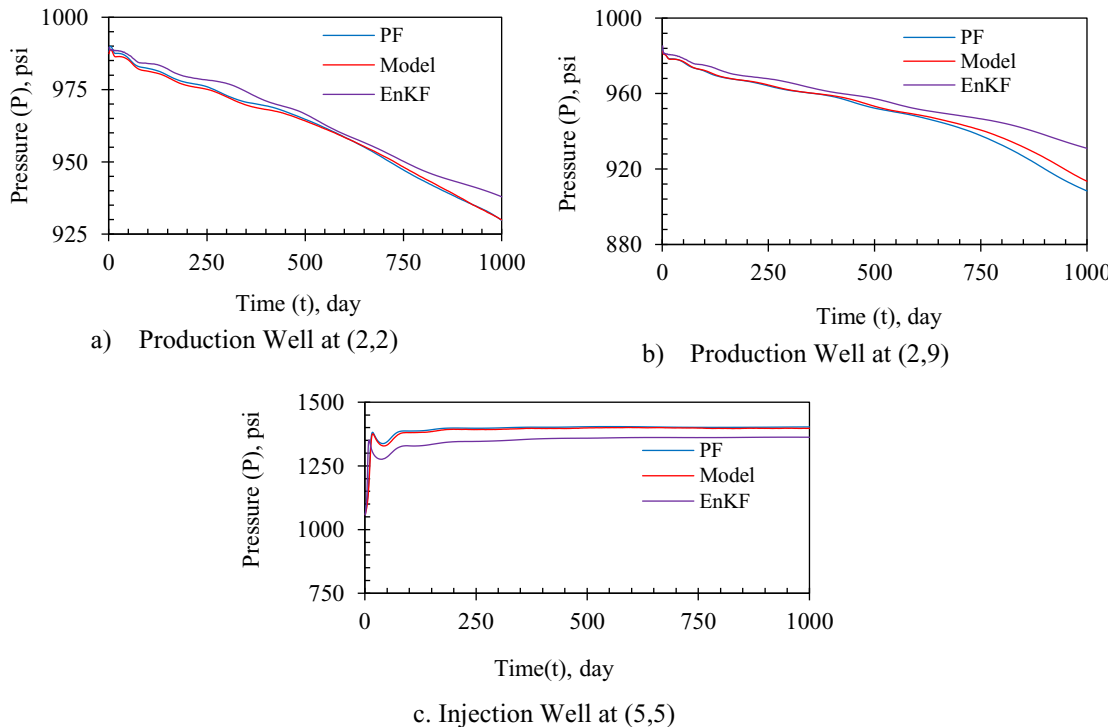 1000
975
950
925
Pressure (P), psi
PF
Model
EnKF
0 250 500 750 1000
Time (t), day
a) Production Well at (2,2)
1000
960
920
880
Pressure (P), psi
PF
Model
EnKF
0 250 500 750 1000
Time (t), day
b) Production Well at (2,9)
1500
1250
1000
750
Pressure (P), psi
PF
Model
EnKF
0 250 500 750 1000
Time(t), day
c. Injection Well at (5,5)